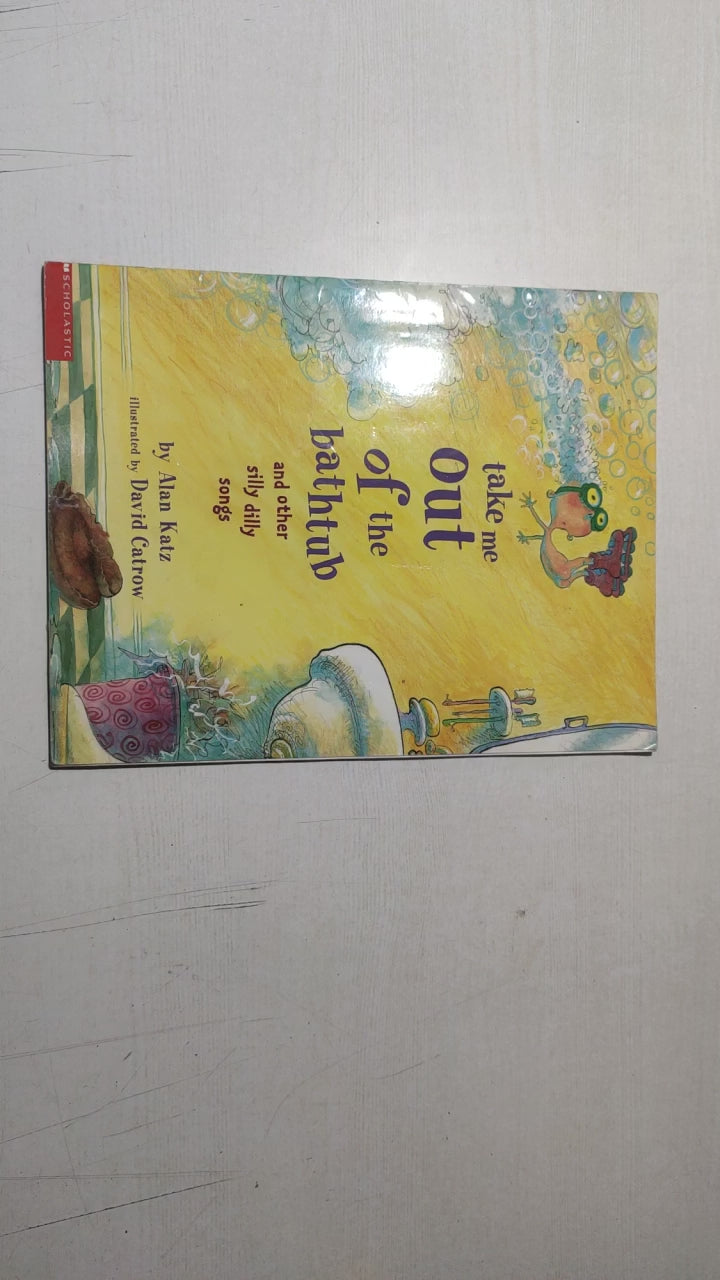 take me
out
of the
bathtub
and other
silly dilly
songs
by Alan Katz
illustrated by David Catrow
SCHOLASTIC